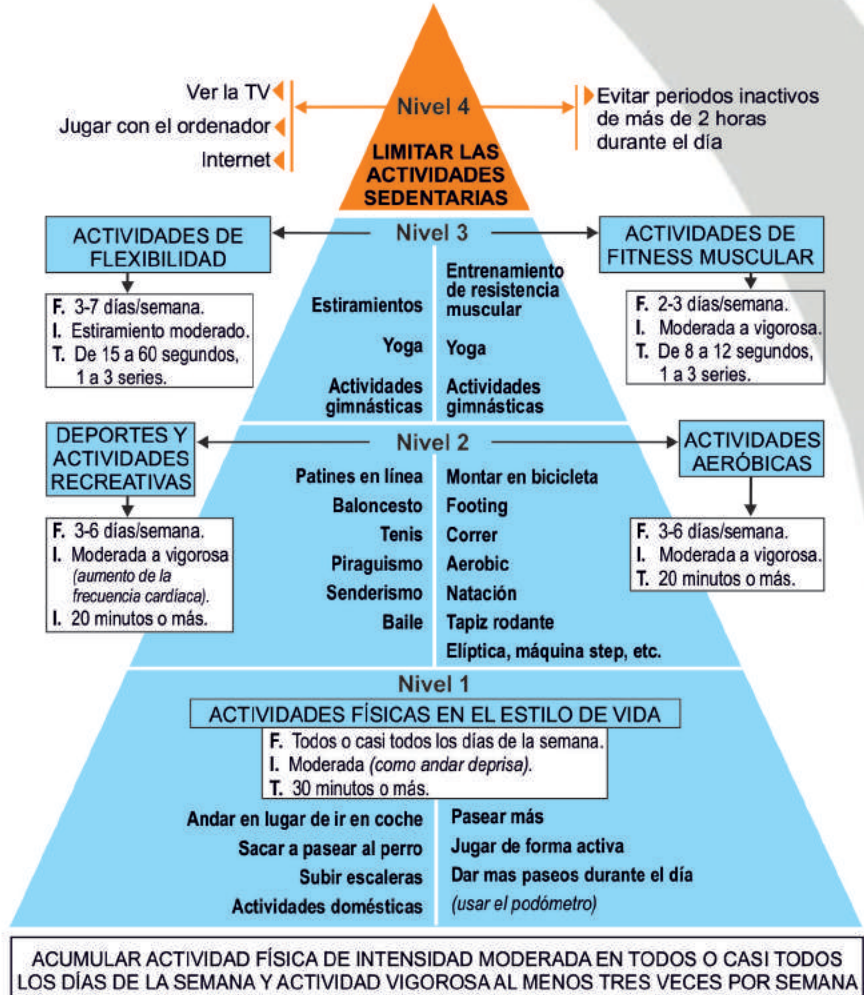 Ver la TV
Jugar con el ordenador
Internet
Nivel 4
LIMITAR LAS
ACTIVIDADES
SEDENTARIAS
Evitar periodos inactivos
de más de 2 horas
durante el día
Nivel 3
ACTIVIDADES DE
FLEXIBILIDAD
F. 3-7 días/semana.
I. Estiramiento moderado.
T. De 15 a 60 segundos,
1 a 3 series.
Estiramientos
Yoga
Actividades
gimnásticas
Entrenamiento
de resistencia
muscular
Yoga
Actividades
gimnásticas
ACTIVIDADES DE
FITNESS MUSCULAR
F. 2-3 días/semana.
I. Moderada a vigorosa.
T. De 8 a 12 segundos,
1 a 3 series.
Nivel 2
DEPORTES Y
ACTIVIDADES
RECREATIVAS
F. 3-6 días/semana.
I. Moderada a vigorosa
(aumento de la
frecuencia cardíaca).
I. 20 minutos o más.
Patines en línea
Baloncesto
Tenis
Piraguismo
Senderismo
Baile
Montar en bicicleta
Footing
Correr
Aerobic
Natación
Tapiz rodante
Elíptica, máquina step, etc.
ACTIVIDADES
AERÓBICAS
F. 3-6 días/semana.
I. Moderada a vigorosa.
T. 20 minutos o más.
Nivel 1
ACTIVIDADES FÍSICAS EN EL ESTILO DE VIDA
F. Todos o casi todos los días de la semana.
I. Moderada (como andar deprisa).
T. 30 minutos o más.
Andar en lugar de ir en coche
Sacar a pasear al perro
Subir escaleras
Actividades domésticas
Pasear más
Jugar de forma activa
Dar mas paseos durante el día
(usar el podómetro)
ACUMULAR ACTIVIDAD FÍSICA DE INTENSIDAD MODERADA EN TODOS O CASI TODOS
LOS DÍAS DE LA SEMANA Y ACTIVIDAD VIGOROSA AL MENOS TRES VECES POR SEMANA